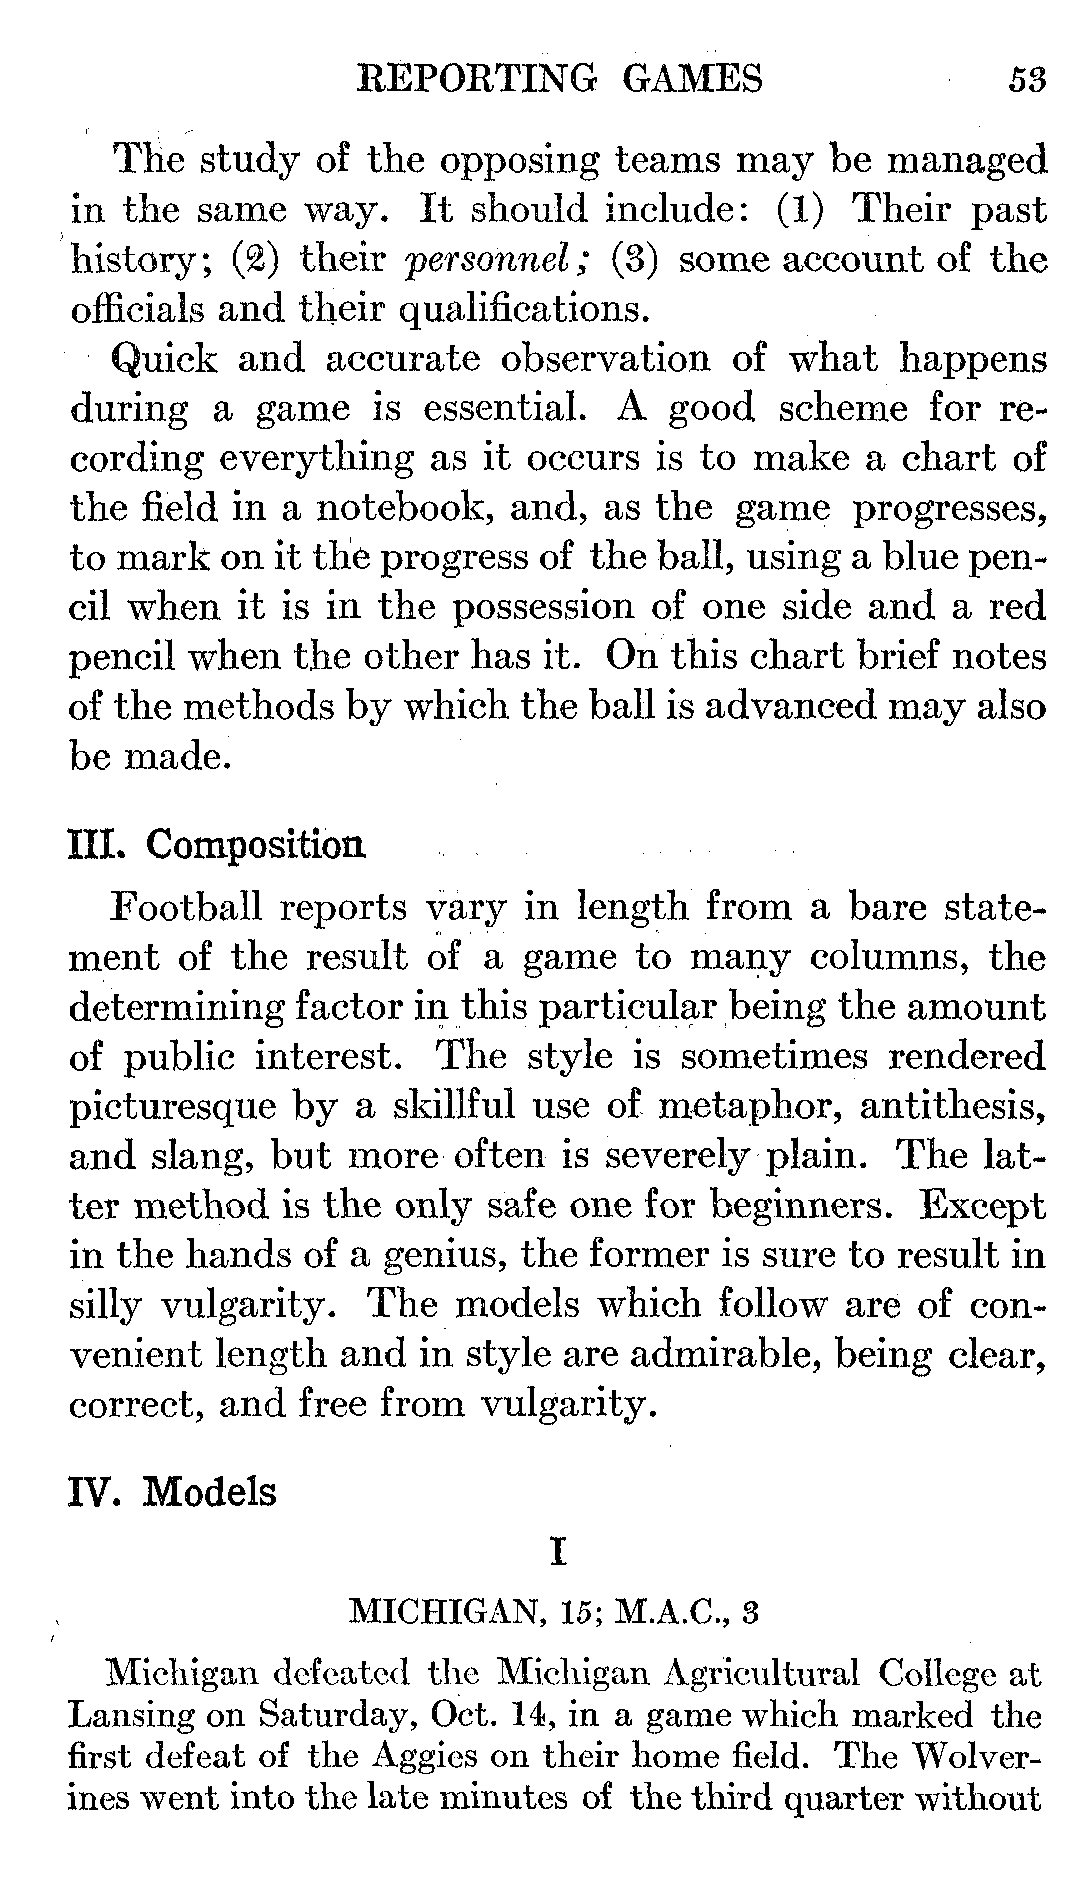 REPORTING GAMES 53
The study of the opposing teams may be managed
in the same way. It should include: (1) Their past
history; (2) their personnel; (3) some account of the
officials and their qualifications.
Quick and accurate observation of what happens
during a game is essential. A good scheme for re-
cording everything as it occurs is to make a chart of
the field in a notebook, and, as the game progresses,
to mark on it the progress of the ball, using a blue pen-
cil when it is in the possession of one side and a red
pencil when the other has it. On this chart brief notes
of the methods by which the ball is advanced may also
be made.
III. Composition
Football reports vary in length from a bare state-
ment of the result of a game to many columns, the
determining factor in this particular being the amount
of public interest. The style is sometimes rendered
picturesque by a skillful use of metaphor, antithesis,
and slang, but more often is severely plain. The lat-
ter method is the only safe one for beginners. Except
in the hands of a genius, the former is sure to result in
silly vulgarity. The models which follow are of con-
venient length and in style are admirable, being clear,
correct, and free from vulgarity.
IV. Models
I
MICHIGAN, 15; M.A.C., 3
Michigan defeated the Michigan Agricultural College at
Lansing on Saturday, Oct. 14, in a game which marked the
first defeat of the Aggies on their home field. The Wolver-
ines went into the late minutes of the third quarter without